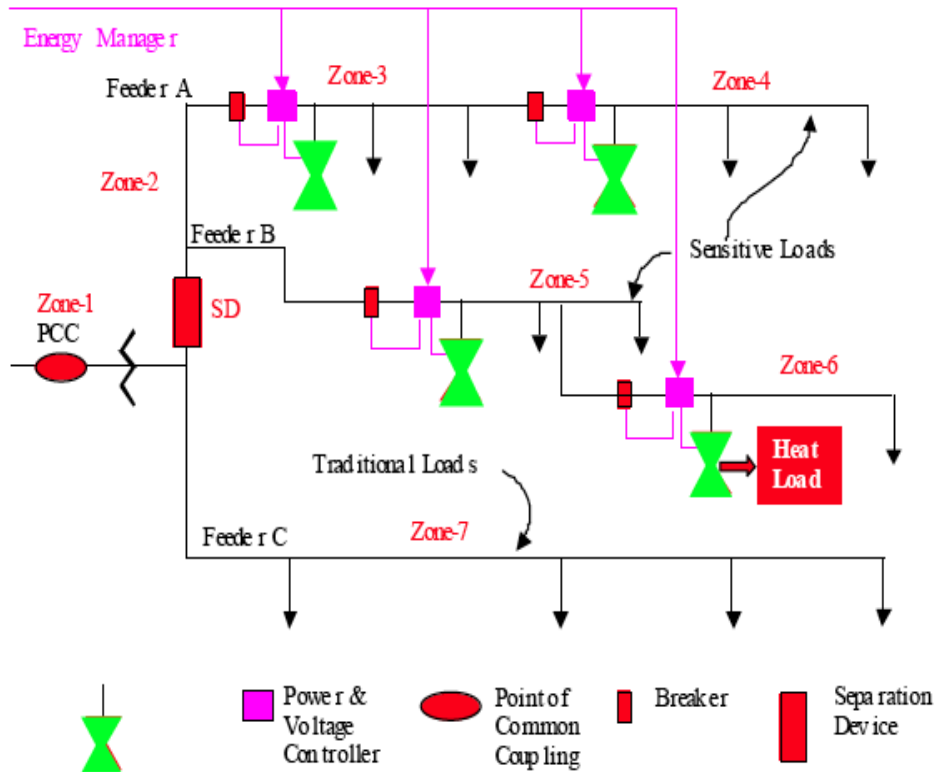 Energy Manager
Zone-3
Zone-4
Feeder A
Zone-2
Feeder B
Sensitive Loads
Zone-5
Zone-1
PCC
SD
Zone-6
Heat
Load
Traditional Loads
Feeder C
Zone-7
Power &
Voltage
Controller
Point of
Common
Coupling
Breaker
Separation
Device